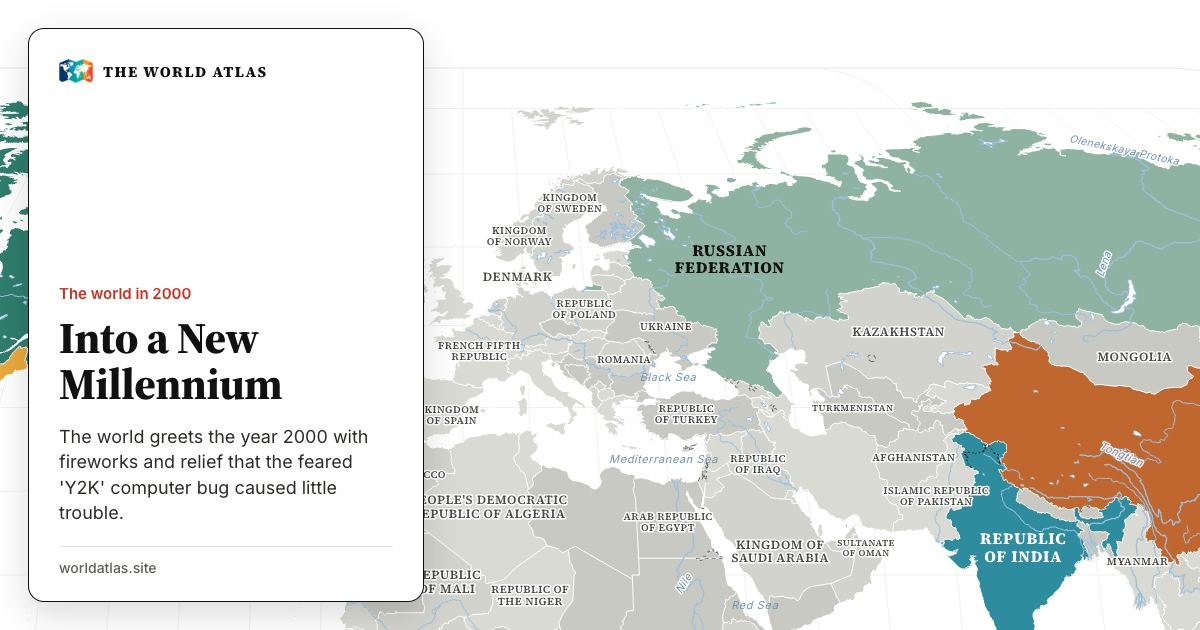 THE WORLD ATLAS
The world in 2000
Into a New
Millennium
The world greets the year 2000 with
fireworks and relief that the feared
'Y2K' computer bug caused little
trouble.
worldatlas.site
Olenekskaya Protoka
KINGDOM
OF SWEDEN
KINGDOM
OF NORWAY
RUSSIAN
FEDERATION
Lena
DENMARK
REPUBLIC
OF POLAND
UKRAINE
KAZAKHSTAN
FRENCH FIFTH
REPUBLIC
ROMANIA
MONGOLIA
Black Sea
KINGDOM
OF SPAIN
REPUBLIC
OF TURKEY
TURKMENISTAN
Mediterranean Sea
REPUBLIC
OF IRAQ
AFGHANISTAN
Tongtian
CCO
EOPLE'S DEMOCRATIC
EPUBLIC OF ALGERIA
ISLAMIC REPUBLIC
OF PAKISTAN
ARAB REPUBLIC
OF EGYPT
KINGDOM OF
SAUDI ARABIA
SULTANATE
OF OMAN
REPUBLIC
OF INDIA
MYANMAR
EPUBLIC
OF MALI
REPUBLIC OF
THE NIGER
Nile
Red Sea